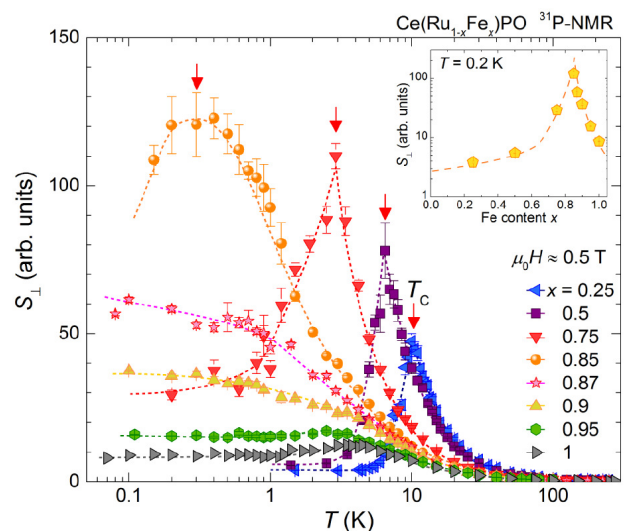 Ce(Ru₁₋ₓFeₓ)PO ³¹P-NMR
150
100
50
0
S⊥ (arb. units)
0.1
1
10
100
T (K)
T = 0.2 K
100
10
1
S⊥ (arb. units)
0.0 0.2 0.4 0.6 0.8 1.0
Fe content x
μ₀H ≈ 0.5 T
T_C
x = 0.25
0.5
0.75
0.85
0.87
0.9
0.95
1